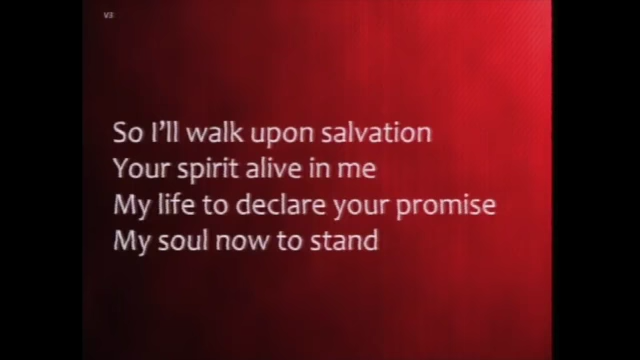 V3
So I'll walk upon salvation
Your spirit alive in me
My life to declare your promise
My soul now to stand